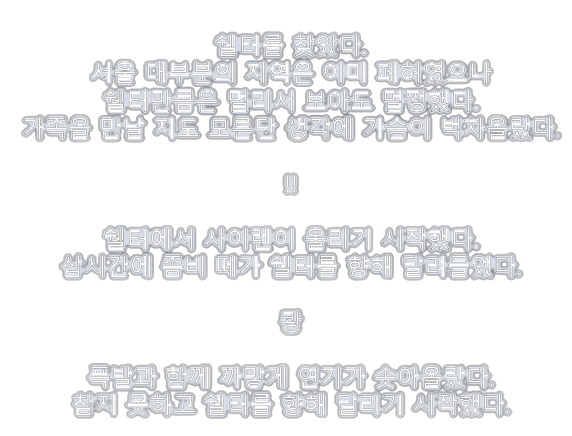 쉘터를 찾았다.
서울 대부분의 지역은 이미 폐허였으나
쉘터만큼은 멀리서 보아도 멀쩡했다.
가족을 만날 지도 모른단 생각에 가슴이 벅차올랐다.
!!
쉘터에서 사이렌이 울리기 시작했다.
삽시간에 좀비 떼가 쉘터를 향해 달려들었다.
쾅
폭발과 함께 까맣게 연기가 솟아올랐다.
참지 못하고 쉘터를 향해 달리기 시작했다.